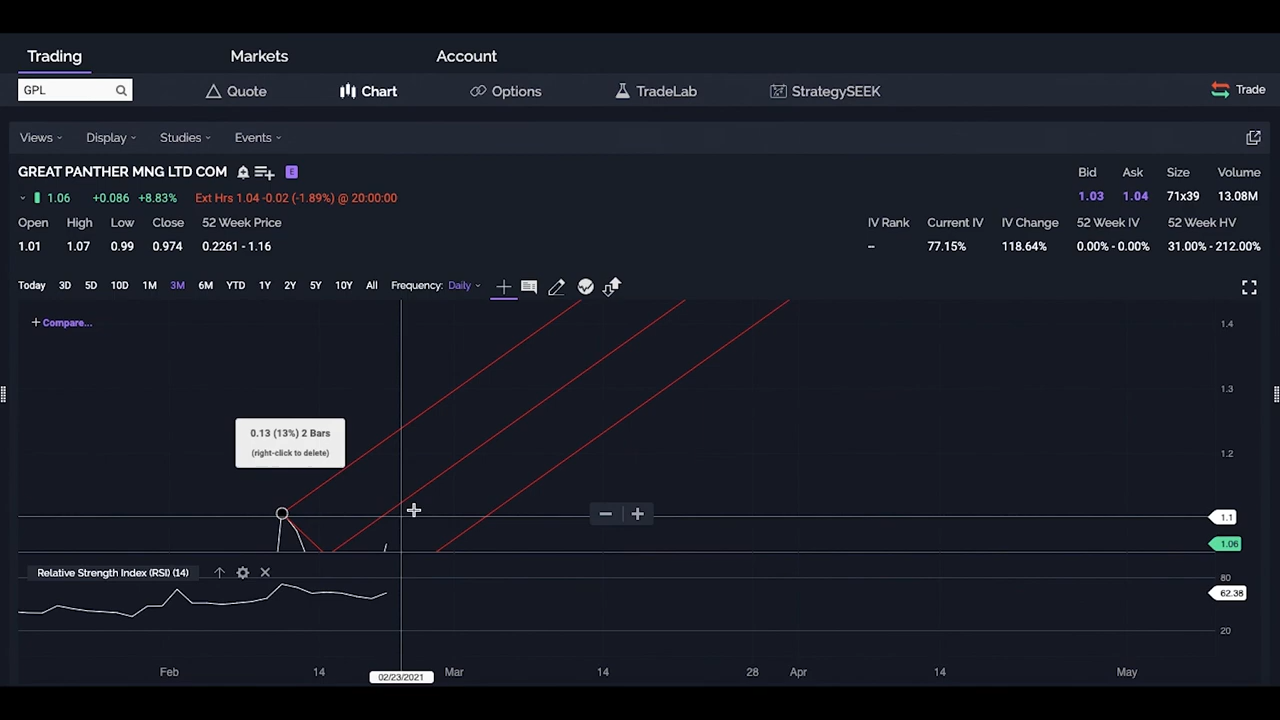 Trading Markets Account
GPL Quote Chart Options TradeLab StrategySEEK Trade
Views Display Studies Events
GREAT PANTHER MNG LTD COM E
Bid Ask Size Volume
1.06 +0.086 +8.83% Ext Hrs 1.04 -0.02 (-1.89%) @ 20:00:00
1.03 1.04 71x39 13.08M
Open High Low Close 52 Week Price
IV Rank Current IV IV Change 52 Week IV 52 Week HV
1.01 1.07 0.99 0.974 0.2261 - 1.16
-- 77.15% 118.64% 0.00% - 0.00% 31.00% - 212.00%
Today 3D 5D 10D 1M 3M 6M YTD 1Y 2Y 5Y 10Y All Frequency: Daily
+ Compare...
1.4
1.3
0.13 (13%) 2 Bars
(right-click to delete)
1.2
1.1
1.06
Relative Strength Index (RSI) (14)
80
62.38
20
Feb 14 02/23/2021 Mar 14 28 Apr 14 May